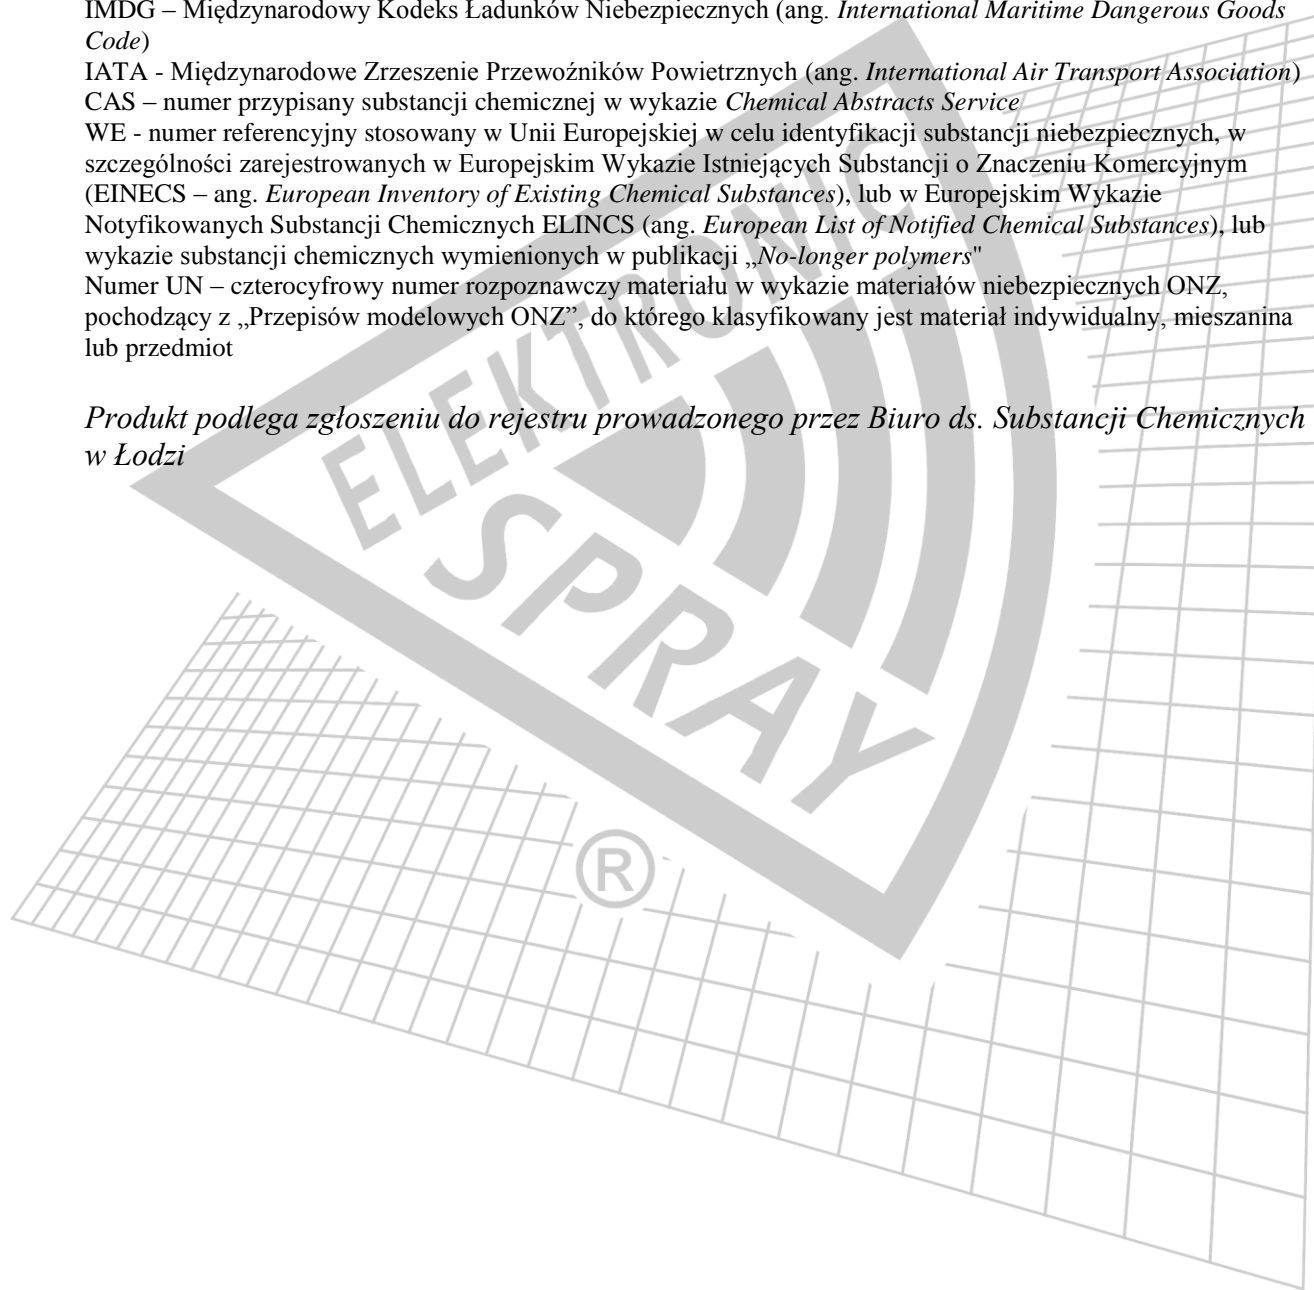 IMDG – Międzynarodowy Kodeks Ładunków Niebezpiecznych (ang. International Maritime Dangerous Goods
Code)
IATA - Międzynarodowe Zrzeszenie Przewoźników Powietrznych (ang. International Air Transport Association)
CAS – numer przypisany substancji chemicznej w wykazie Chemical Abstracts Service
WE - numer referencyjny stosowany w Unii Europejskiej w celu identyfikacji substancji niebezpiecznych, w
szczególności zarejestrowanych w Europejskim Wykazie Istniejących Substancji o Znaczeniu Komercyjnym
(EINECS – ang. European Inventory of Existing Chemical Substances), lub w Europejskim Wykazie
Notyfikowanych Substancji Chemicznych ELINCS (ang. European List of Notified Chemical Substances), lub
wykazie substancji chemicznych wymienionych w publikacji „No-longer polymers"
Numer UN – czterocyfrowy numer rozpoznawczy materiału w wykazie materiałów niebezpiecznych ONZ,
pochodzący z „Przepisów modelowych ONZ”, do którego klasyfikowany jest materiał indywidualny, mieszanina
lub przedmiot
Produkt podlega zgłoszeniu do rejestru prowadzonego przez Biuro ds. Substancji Chemicznych
w Łodzi
ELEKTRONIC
SPRAY
®